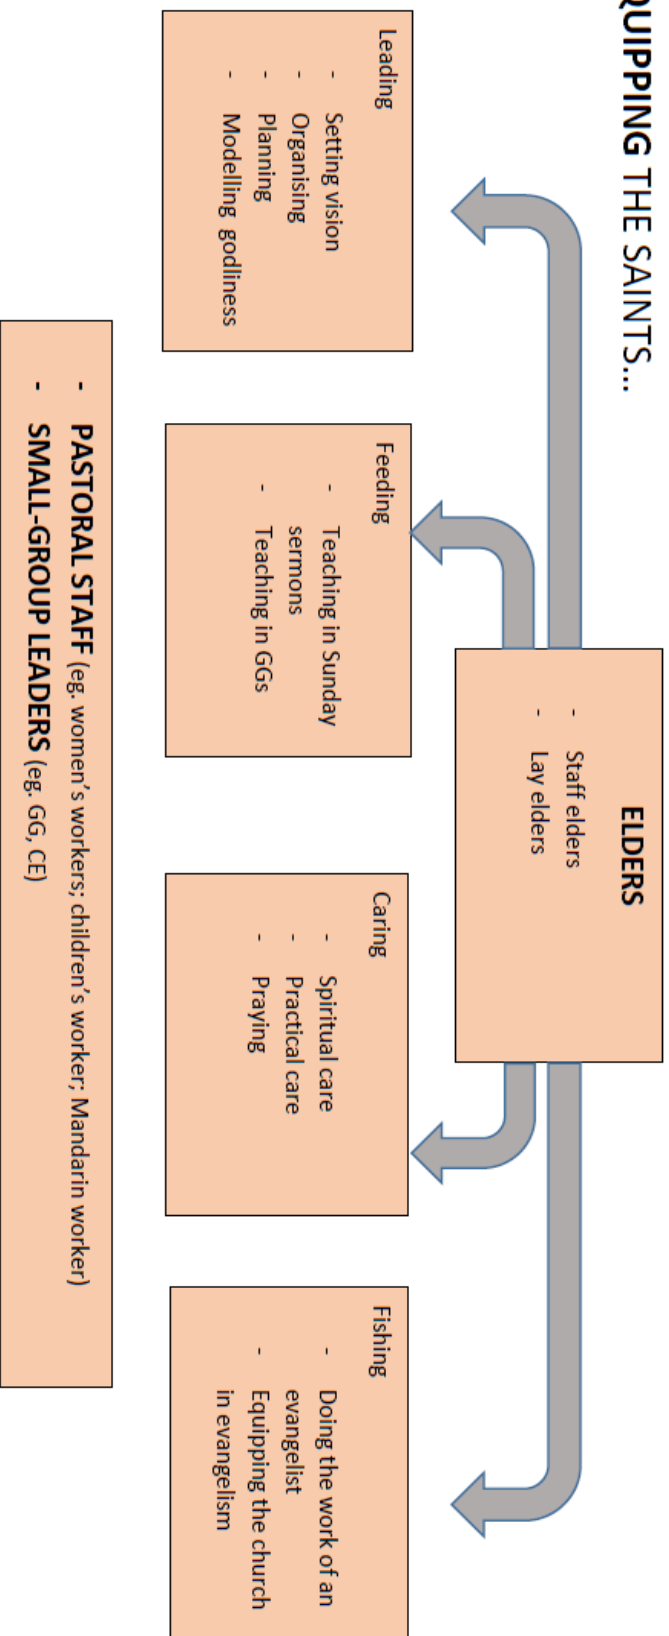 QUIPPING THE SAINTS...
ELDERS
- Staff elders
- Lay elders
Leading
- Setting vision
- Organising
- Planning
- Modelling godliness
Feeding
- Teaching in Sunday
sermons
- Teaching in GGs
Caring
- Spiritual care
- Practical care
- Praying
Fishing
- Doing the work of an
evangelist
- Equipping the church
in evangelism
- PASTORAL STAFF (eg. women's workers; children's worker; Mandarin worker)
- SMALL-GROUP LEADERS (eg. GG, CE)